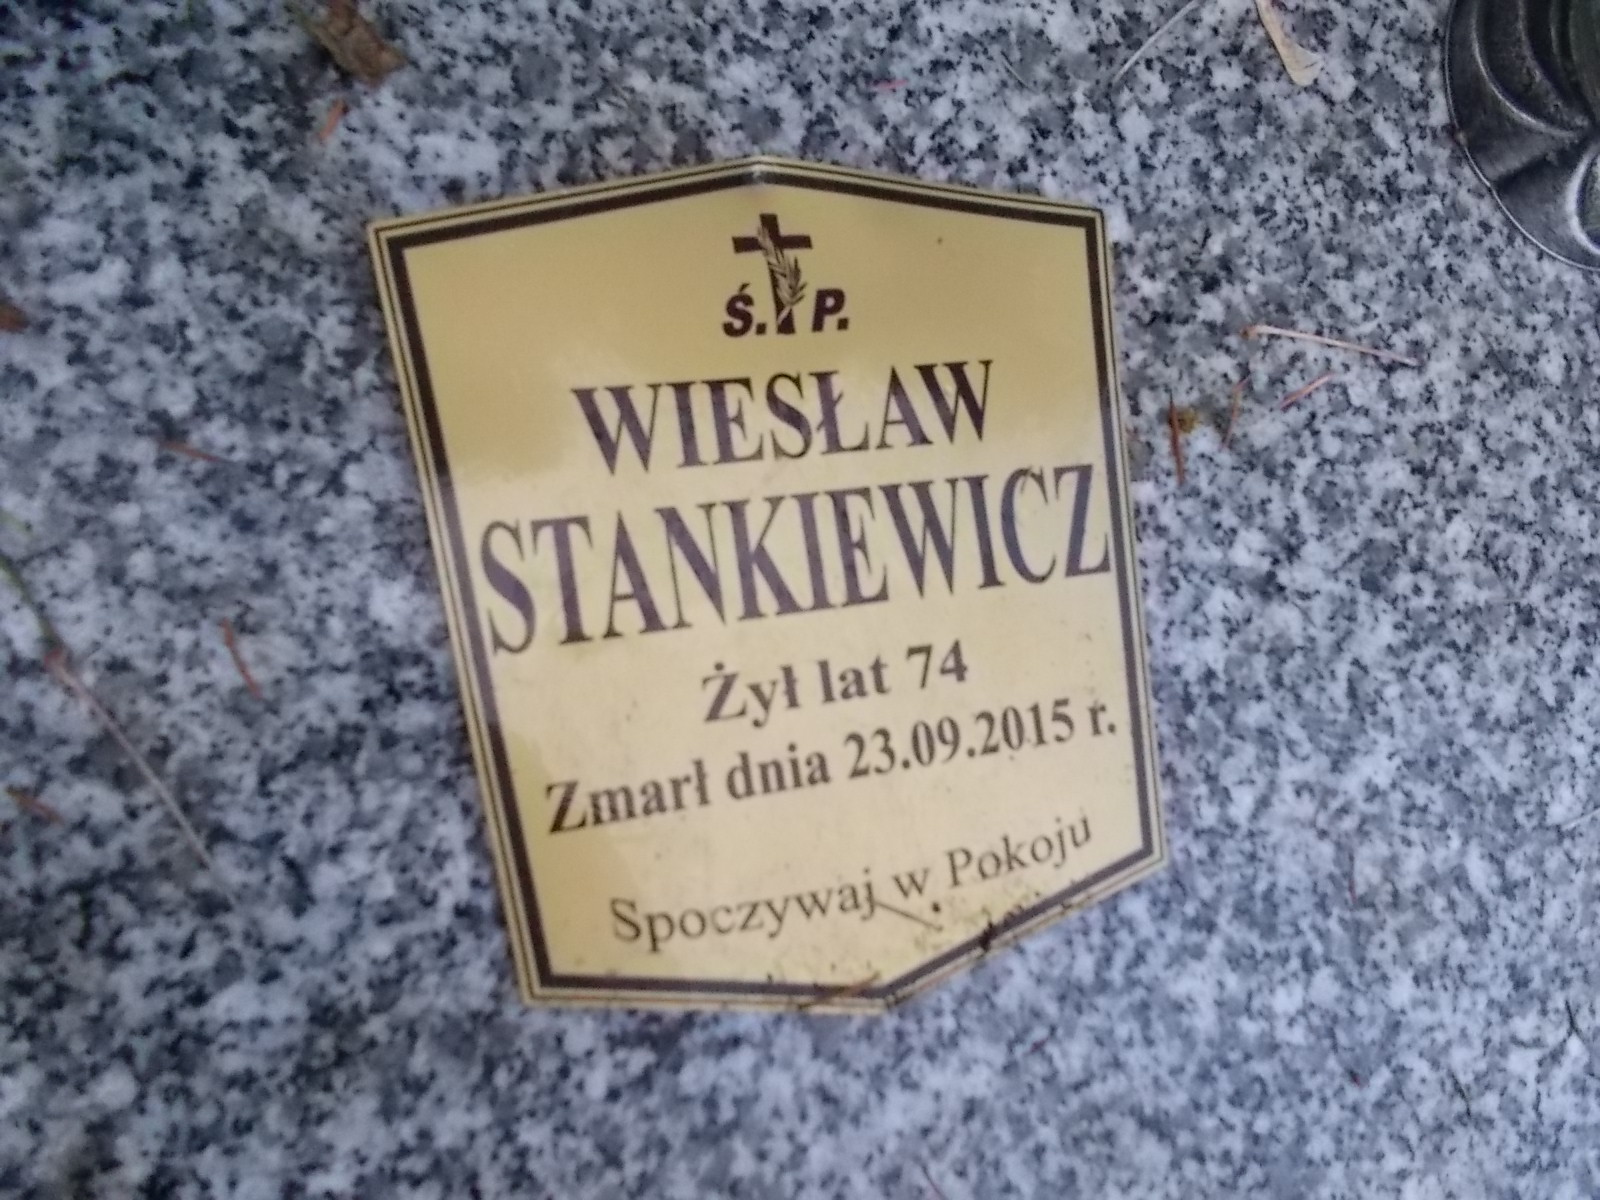 Ś. P.
WIESŁAW
STANKIEWICZ
Żył lat 74
Zmarł dnia 23.09.2015 r.
Spoczywaj w Pokoju